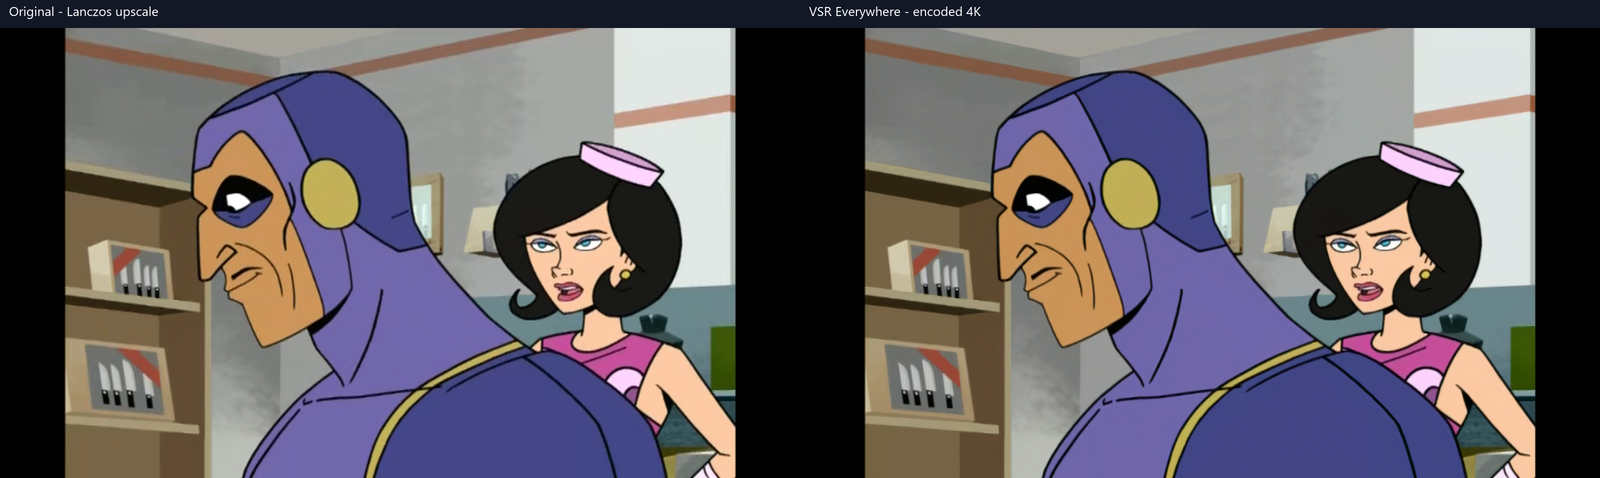 Original - Lanczos upscale
VSR Everywhere - encoded 4K